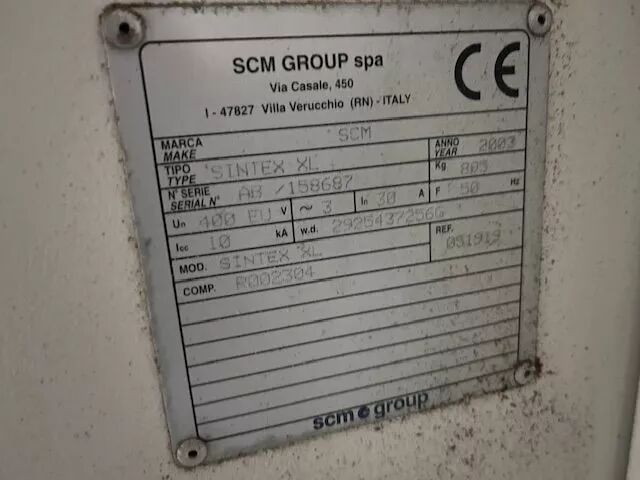 SCM GROUP spa
Via Casale, 450
I - 47827 Villa Verucchio (RN) - ITALY
CE
MARCA MAKE SCM ANNO YEAR 2003
TIPO TYPE SINTEX XL Kg 805
N° SERIE SERIAL N° AB /158687 F 50 Hz
Un 400 EU V ~ 3 In 30 A
Icc 10 kA w.d. 2925437256G REF. 091919
MOD. SINTEX XL
COMP. R002304
scm group